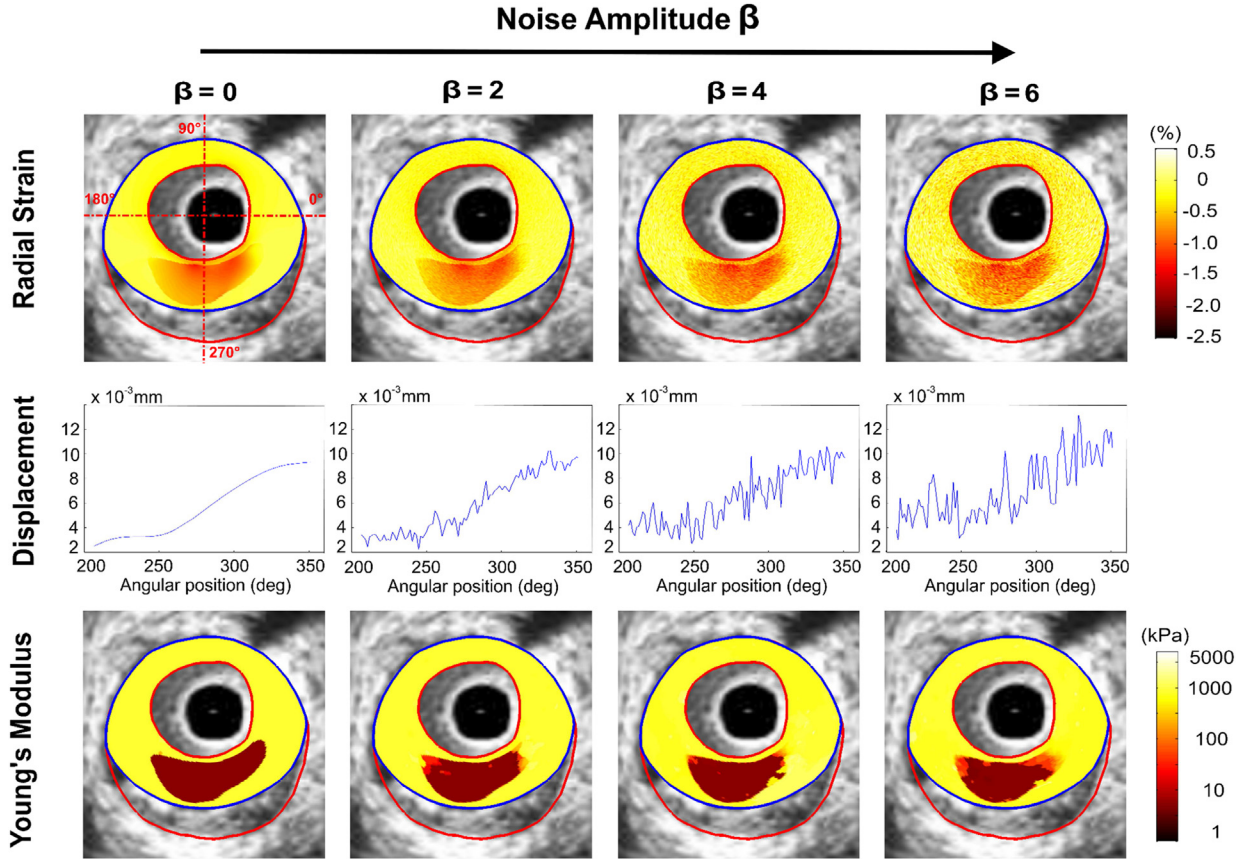 Noise Amplitude β
β = 0
β = 2
β = 4
β = 6
Radial Strain
90°
180°
0°
270°
(%)
0.5
0
-0.5
-1.0
-1.5
-2.0
-2.5
Displacement
x 10-3mm
x 10-3mm
x 10-3mm
x 10-3mm
12
10
8
6
4
2
200 250 300 350
Angular position (deg)
12
10
8
6
4
2
200 250 300 350
Angular position (deg)
12
10
8
6
4
2
200 250 300 350
Angular position (deg)
12
10
8
6
4
2
200 250 300 350
Angular position (deg)
Young's Modulus
(kPa)
5000
1000
100
10
1